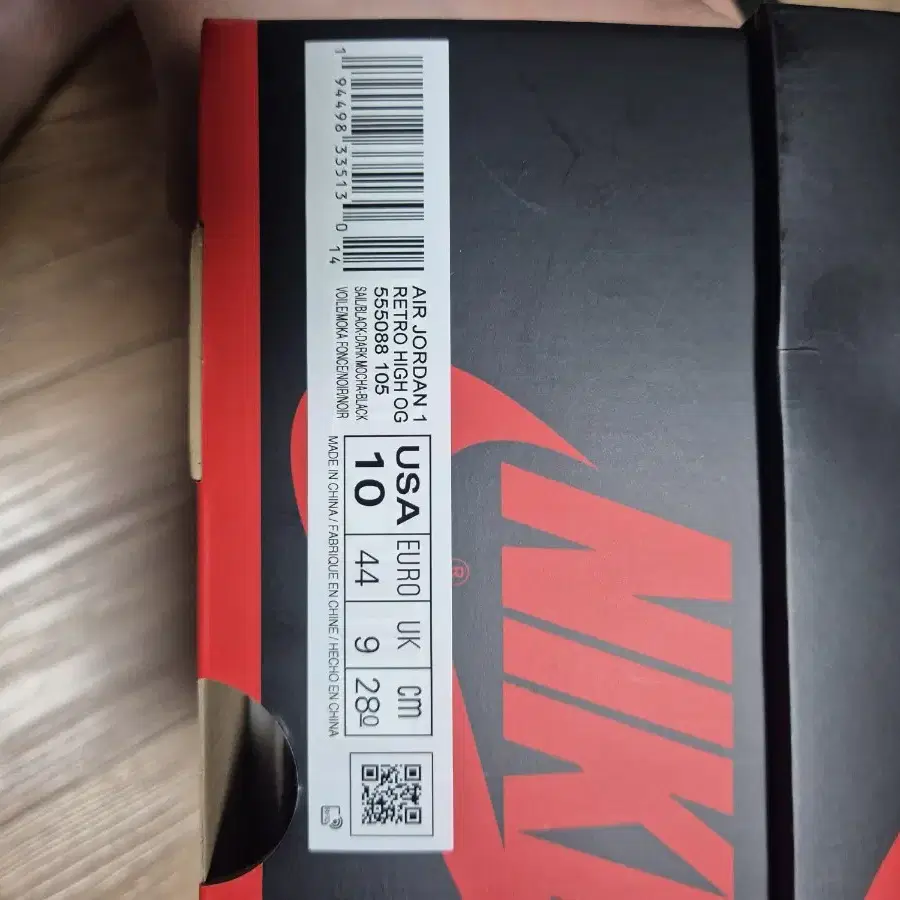 1 94498 33513 0 14
AIR JORDAN 1
RETRO HIGH OG
555088 105
SAIL/BLACK-DARK MOCHA-BLACK
VOILE/MOKA FONCE/NOIR/NOIR
USA EURO UK cm
10 44 9 280
MADE IN CHINA / FABRIQUE EN CHINE / HECHO EN CHINA
NIKE
®